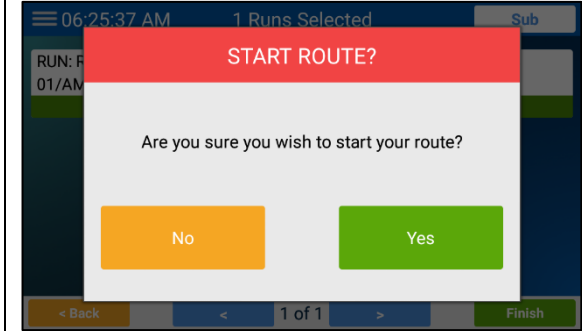 06:25:37 AM 1 Runs Selected Sub
START ROUTE?
RUN: R
01/AM
Are you sure you wish to start your route?
No Yes
< Back < 1 of 1 > Finish